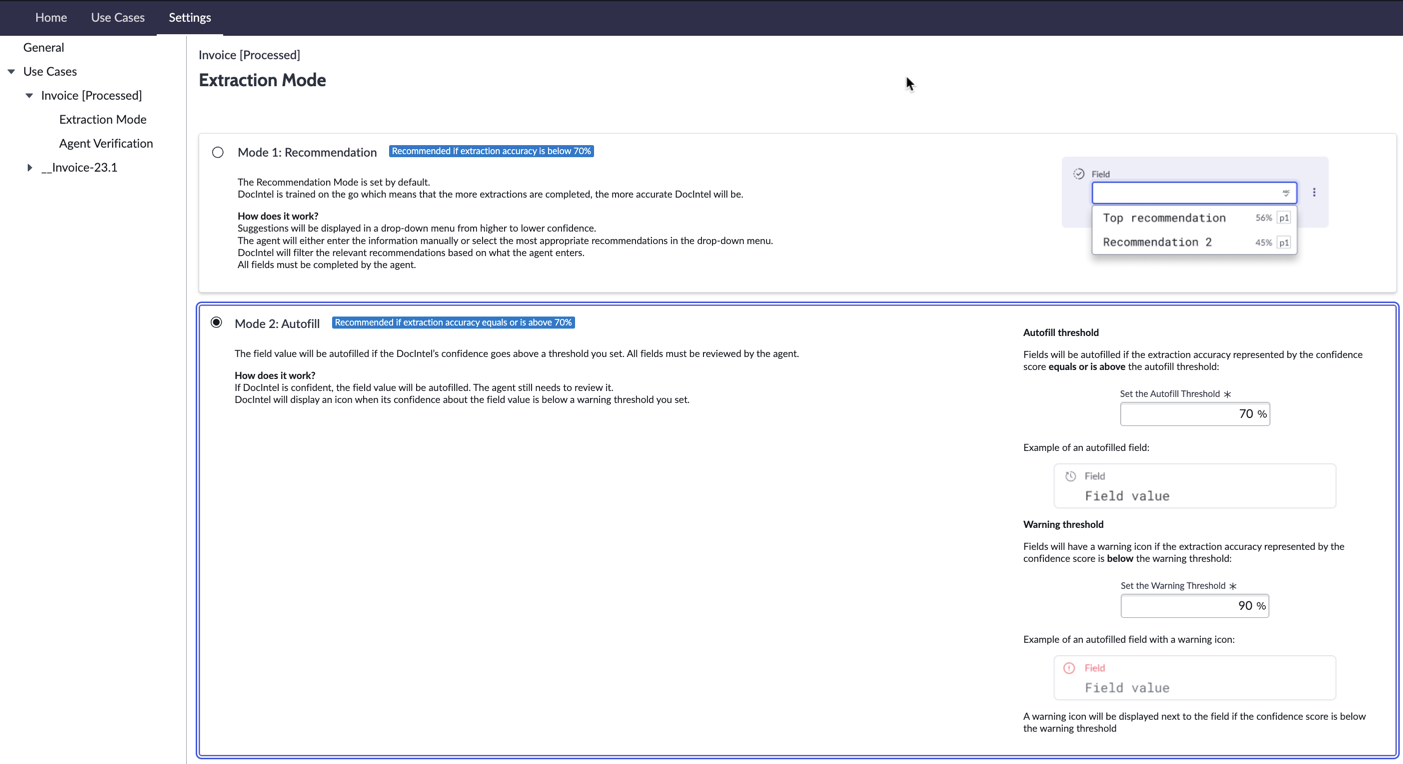 Home Use Cases Settings
General
Use Cases
Invoice [Processed]
Extraction Mode
Agent Verification
__Invoice-23.1
Invoice [Processed]
Extraction Mode
Mode 1: Recommendation Recommended if extraction accuracy is below 70%
The Recommendation Mode is set by default.
DocIntel is trained on the go which means that the more extractions are completed, the more accurate DocIntel will be.
How does it work?
Suggestions will be displayed in a drop-down menu from higher to lower confidence.
The agent will either enter the information manually or select the most appropriate recommendations in the drop-down menu.
DocIntel will filter the relevant recommendations based on what the agent enters.
All fields must be completed by the agent.
Field
Top recommendation 56% p1
Recommendation 2 45% p1
Mode 2: Autofill Recommended if extraction accuracy equals or is above 70%
The field value will be autofilled if the DocIntel's confidence goes above a threshold you set. All fields must be reviewed by the agent.
How does it work?
If DocIntel is confident, the field value will be autofilled. The agent still needs to review it.
DocIntel will display an icon when its confidence about the field value is below a warning threshold you set.
Autofill threshold
Fields will be autofilled if the extraction accuracy represented by the confidence
score equals or is above the autofill threshold:
Set the Autofill Threshold *
70 %
Example of an autofilled field:
Field
Field value
Warning threshold
Fields will have a warning icon if the extraction accuracy represented by the
confidence score is below the warning threshold:
Set the Warning Threshold *
90 %
Example of an autofilled field with a warning icon:
Field
Field value
A warning icon will be displayed next to the field if the confidence score is below
the warning threshold